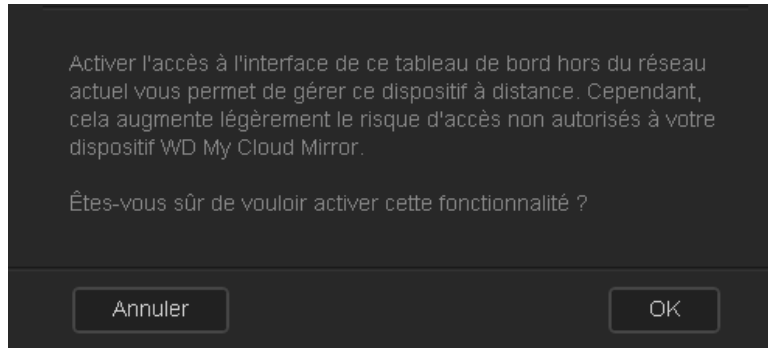 Activer l'accès à l'interface de ce tableau de bord hors du réseau
actuel vous permet de gérer ce dispositif à distance. Cependant,
cela augmente légèrement le risque d'accès non autorisés à votre
dispositif WD My Cloud Mirror.
Êtes-vous sûr de vouloir activer cette fonctionnalité ?
Annuler
OK